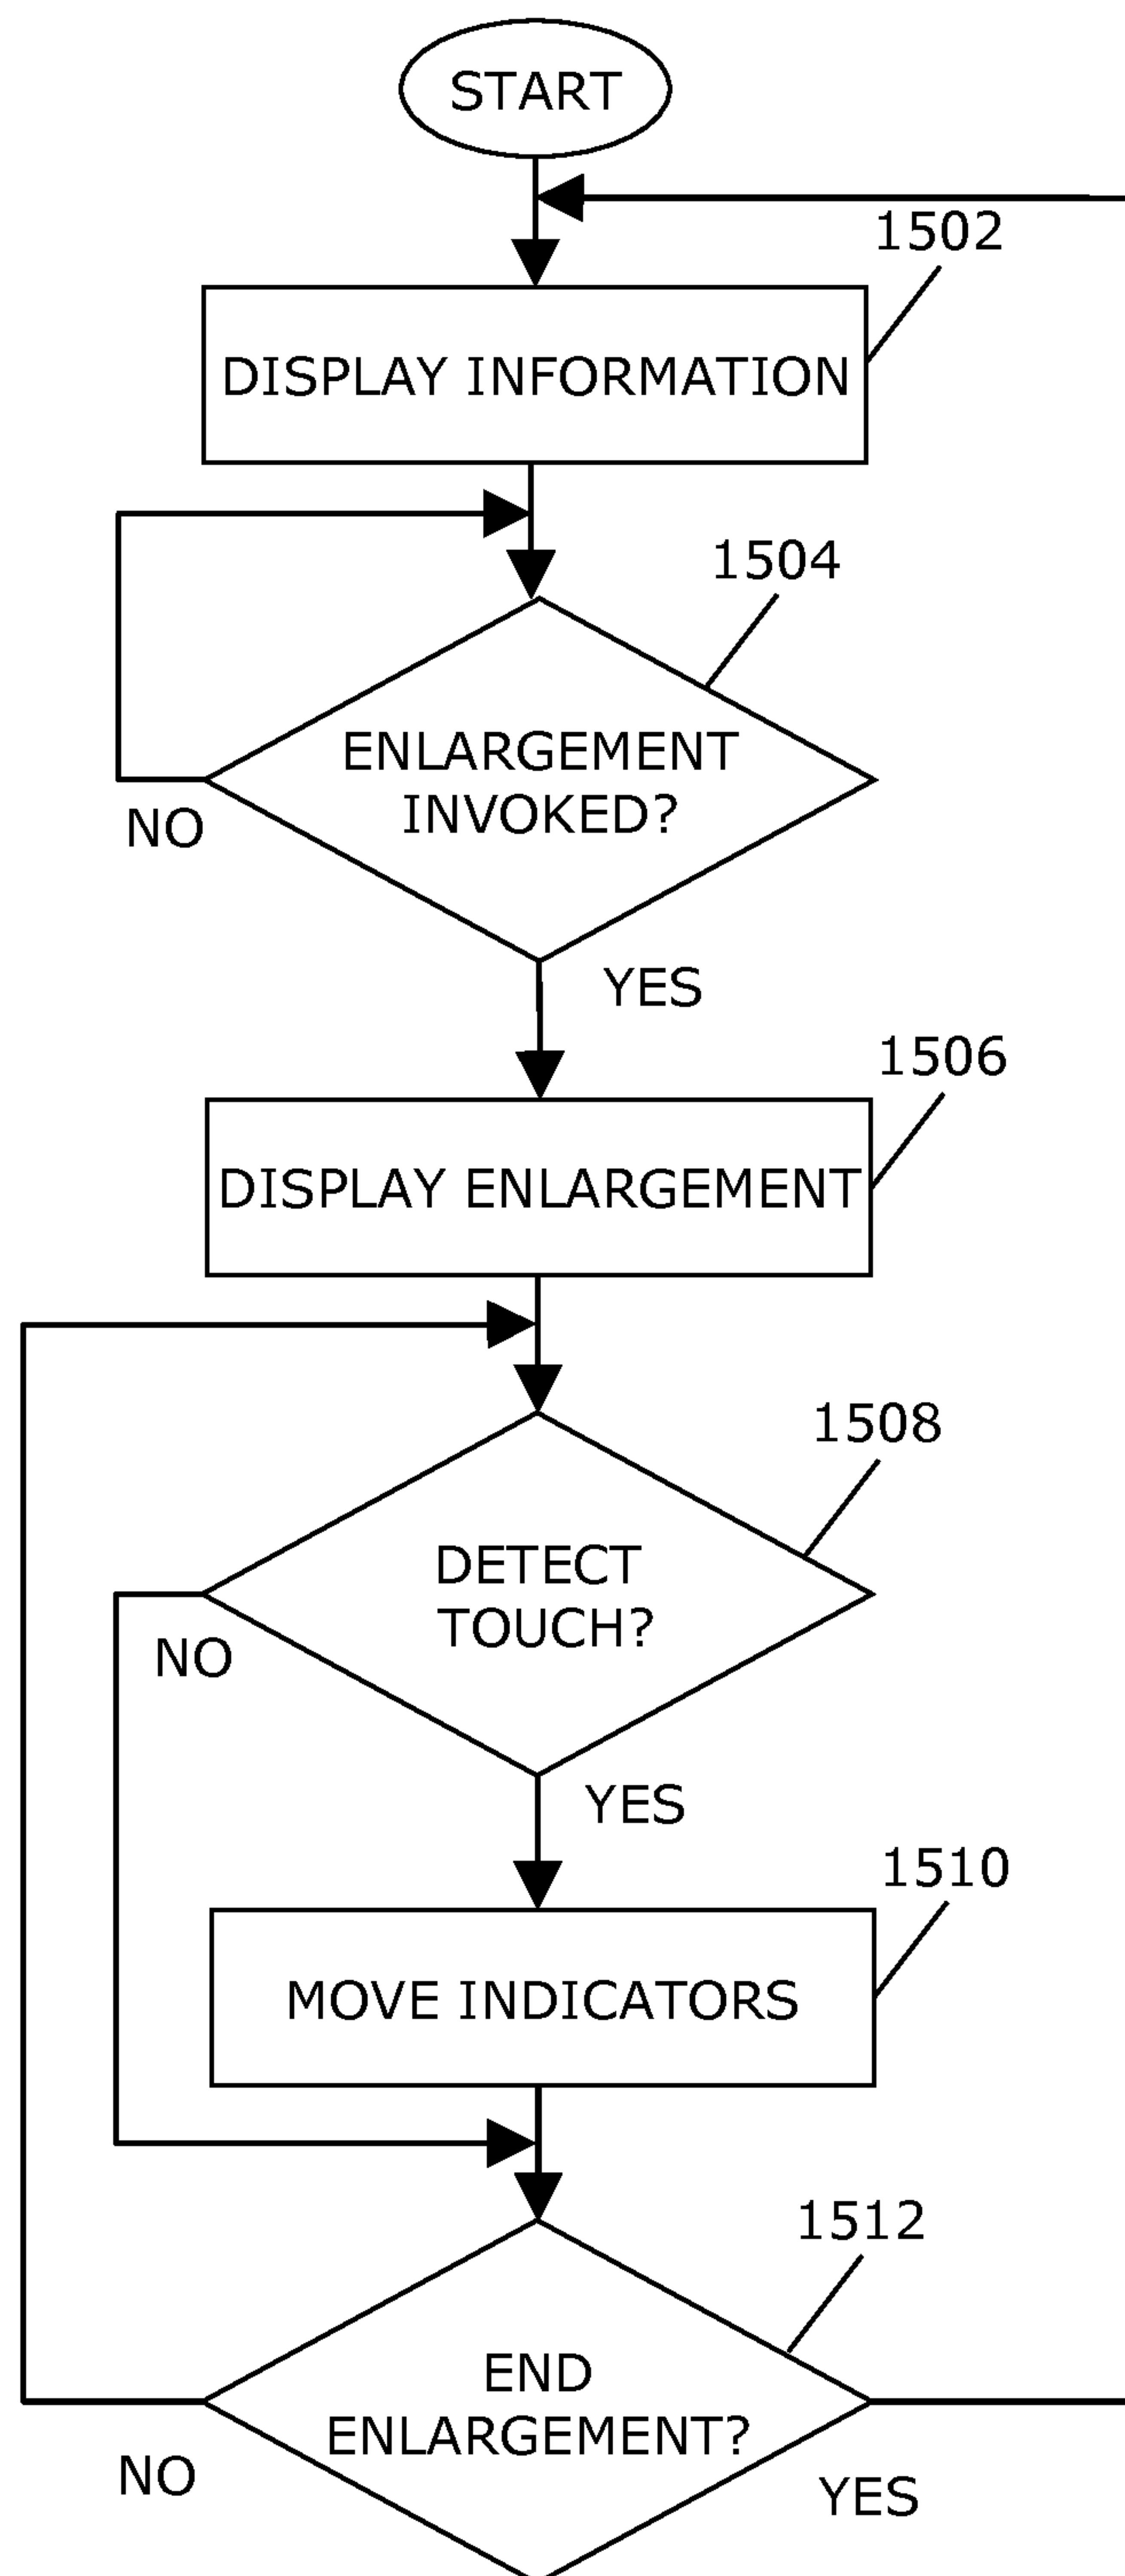 START
1502
DISPLAY INFORMATION
1504
ENLARGEMENT
INVOKED?
NO
YES
1506
DISPLAY ENLARGEMENT
1508
DETECT
TOUCH?
NO
YES
1510
MOVE INDICATORS
1512
END
ENLARGEMENT?
NO
YES